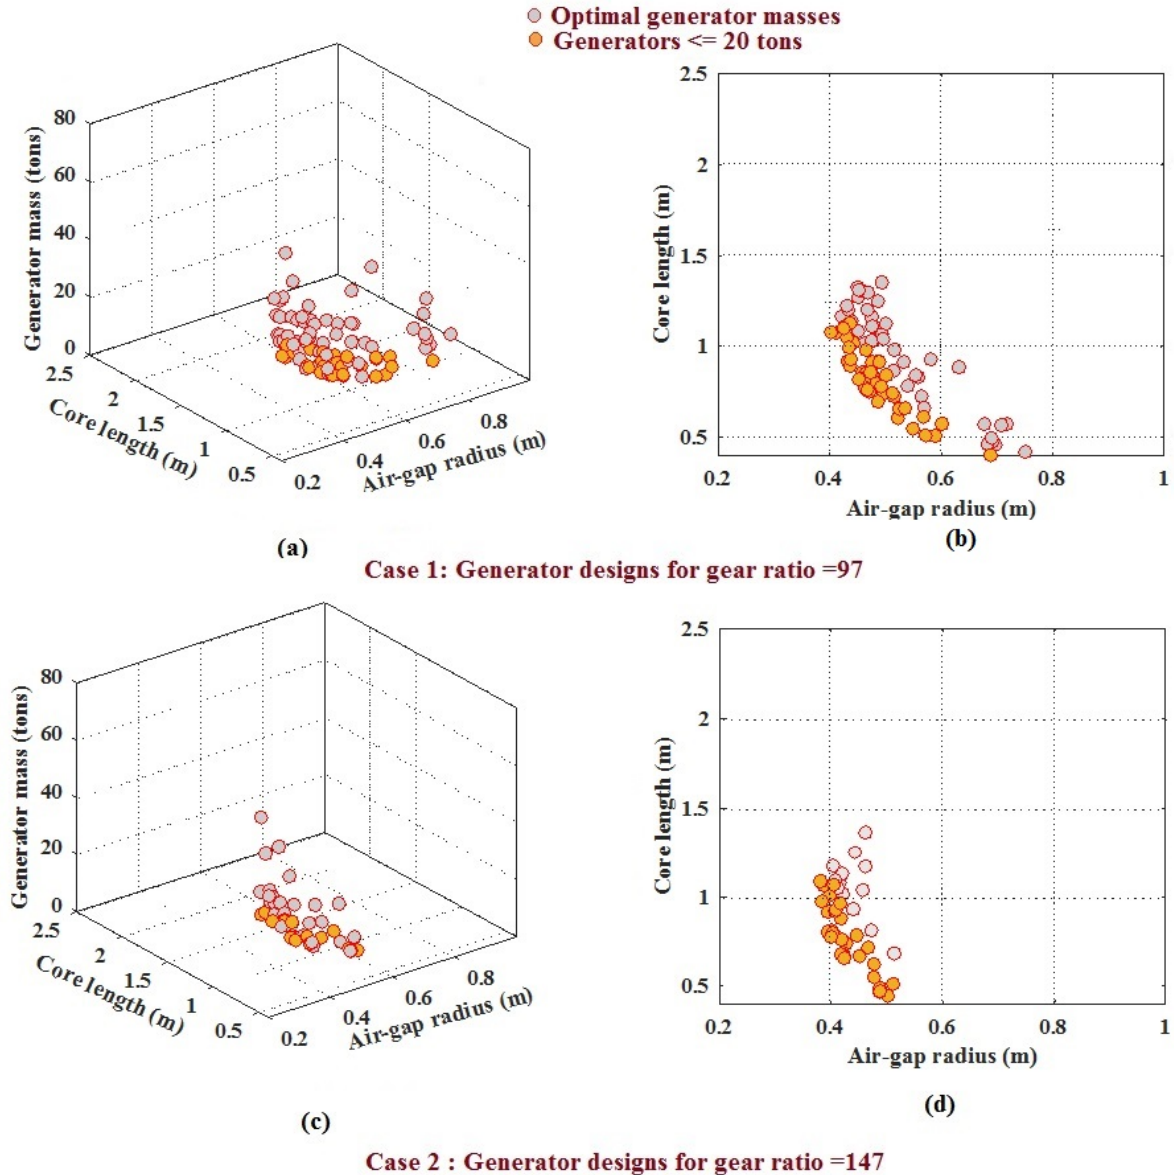 Optimal generator masses
Generators <= 20 tons
Generator mass (tons)
80
60
40
20
0
2.5
2
1.5
1
0.5
Core length (m)
0.2
0.4
0.6
0.8
Air-gap radius (m)
(a)
Core length (m)
2.5
2
1.5
1
0.5
0.2
0.4
0.6
0.8
1
Air-gap radius (m)
(b)
Case 1: Generator designs for gear ratio =97
Generator mass (tons)
80
60
40
20
0
2.5
2
1.5
1
0.5
Core length (m)
0.2
0.4
0.6
0.8
Air-gap radius (m)
(c)
Core length (m)
2.5
2
1.5
1
0.5
0.2
0.4
0.6
0.8
1
Air-gap radius (m)
(d)
Case 2 : Generator designs for gear ratio =147